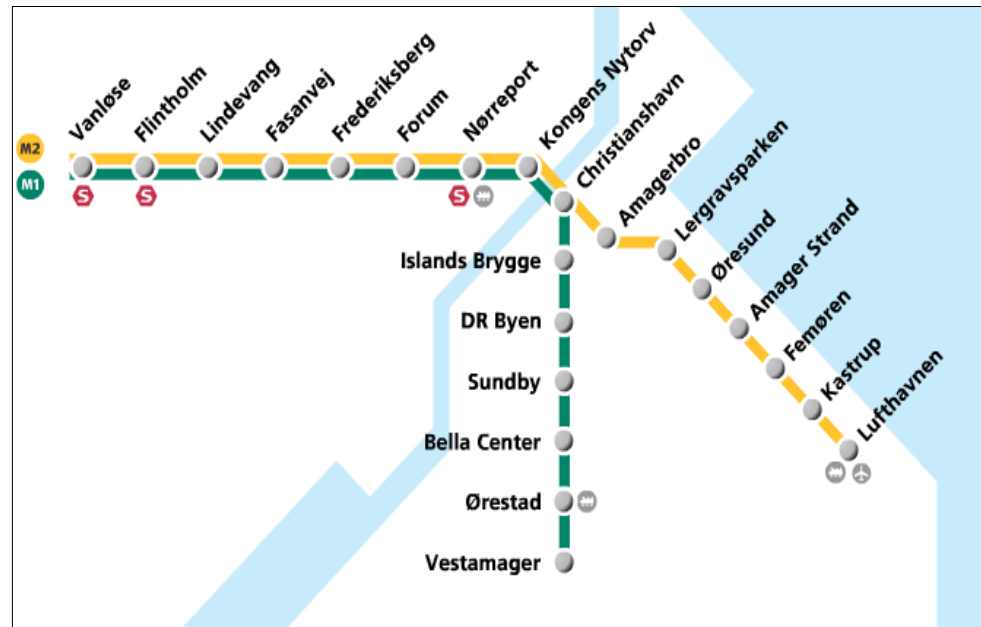 Vanløse
Flintholm
Lindevang
Fasanvej
Frederiksberg
Forum
Nørreport
Kongens Nytorv
Christianshavn
Amagerbro
Lergravsparken
Øresund
Amager Strand
Femøren
Kastrup
Lufthavnen
M2
M1
S
S
S
Islands Brygge
DR Byen
Sundby
Bella Center
Ørestad
Vestamager